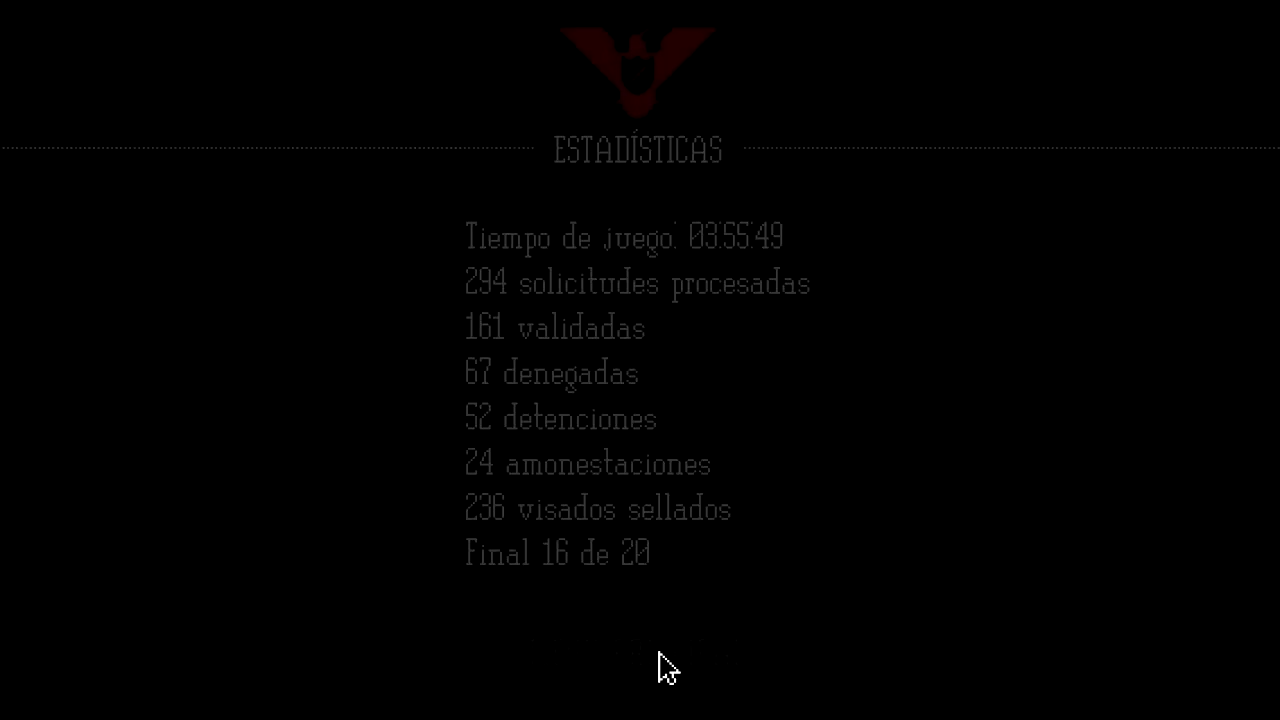 ESTADÍSTICAS
Tiempo de juego: 03:55:49
294 solicitudes procesadas
161 validadas
67 denegadas
52 detenciones
24 amonestaciones
236 visados sellados
Final 16 de 20